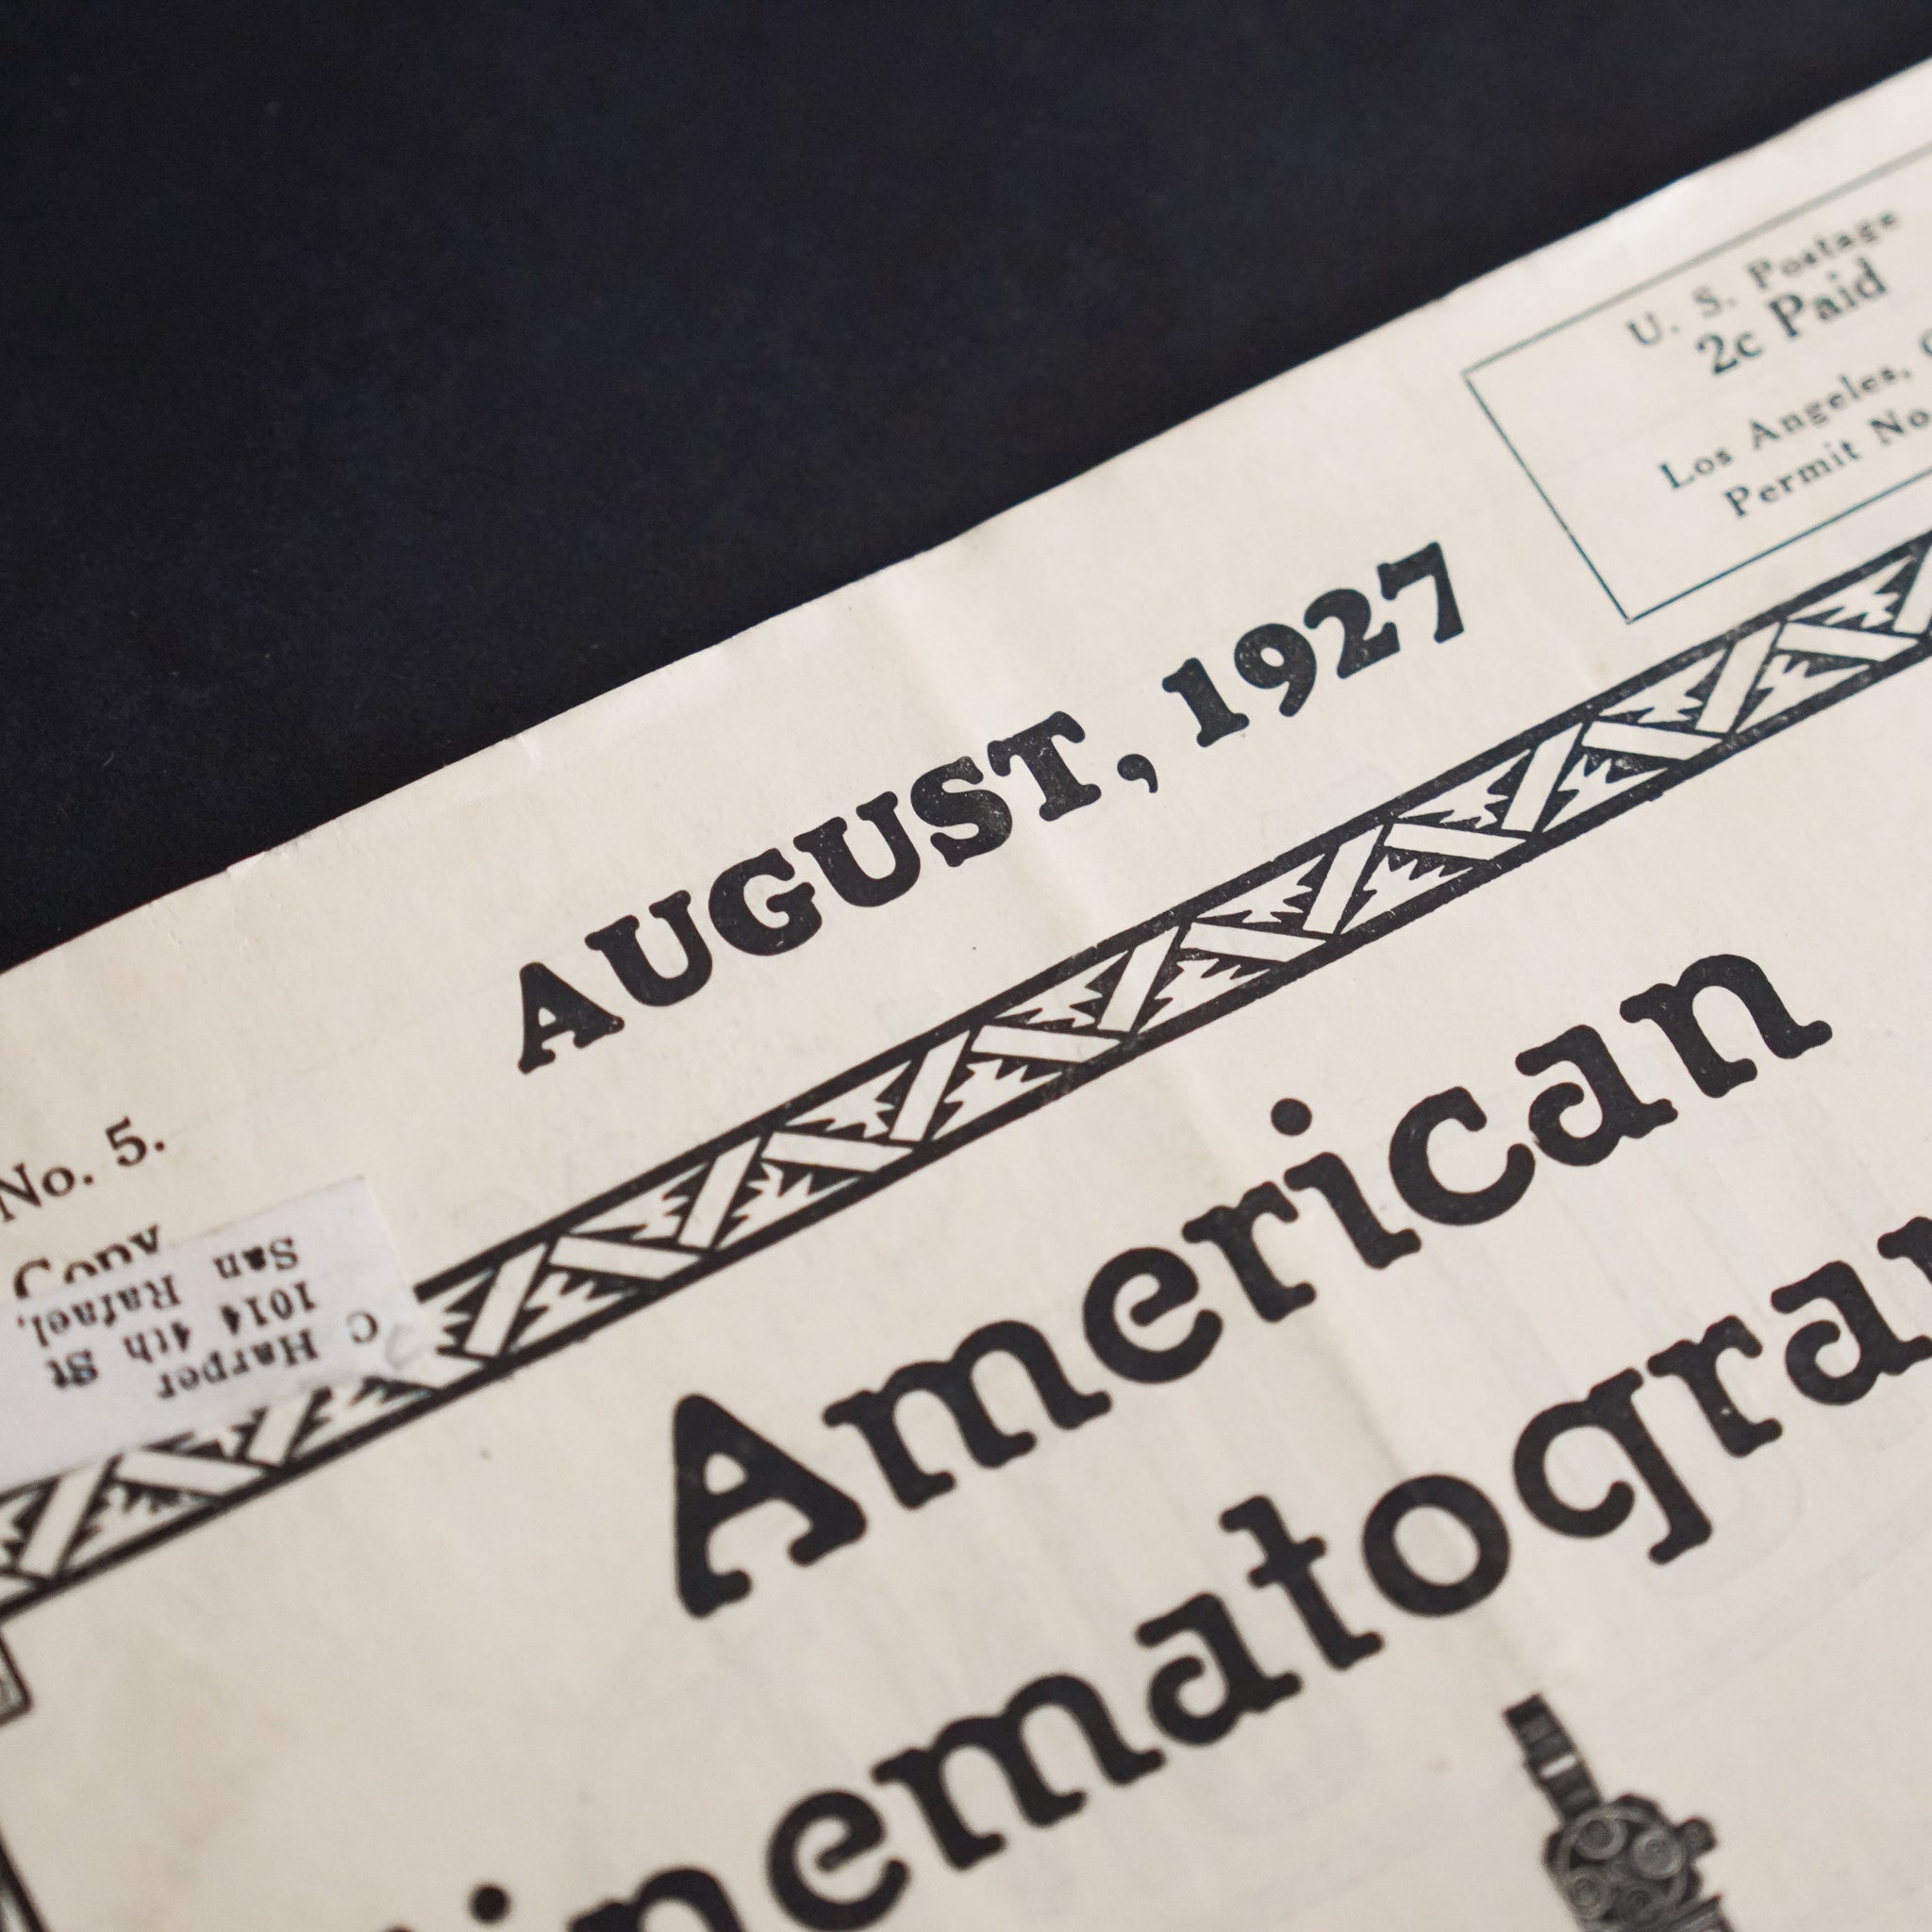 U. S. Postage
2c Paid
Los Angeles,
Permit No
AUGUST, 1927
No. 5.
Copy
C Harper
1014 4th St
San Rafael,
American
inematogra